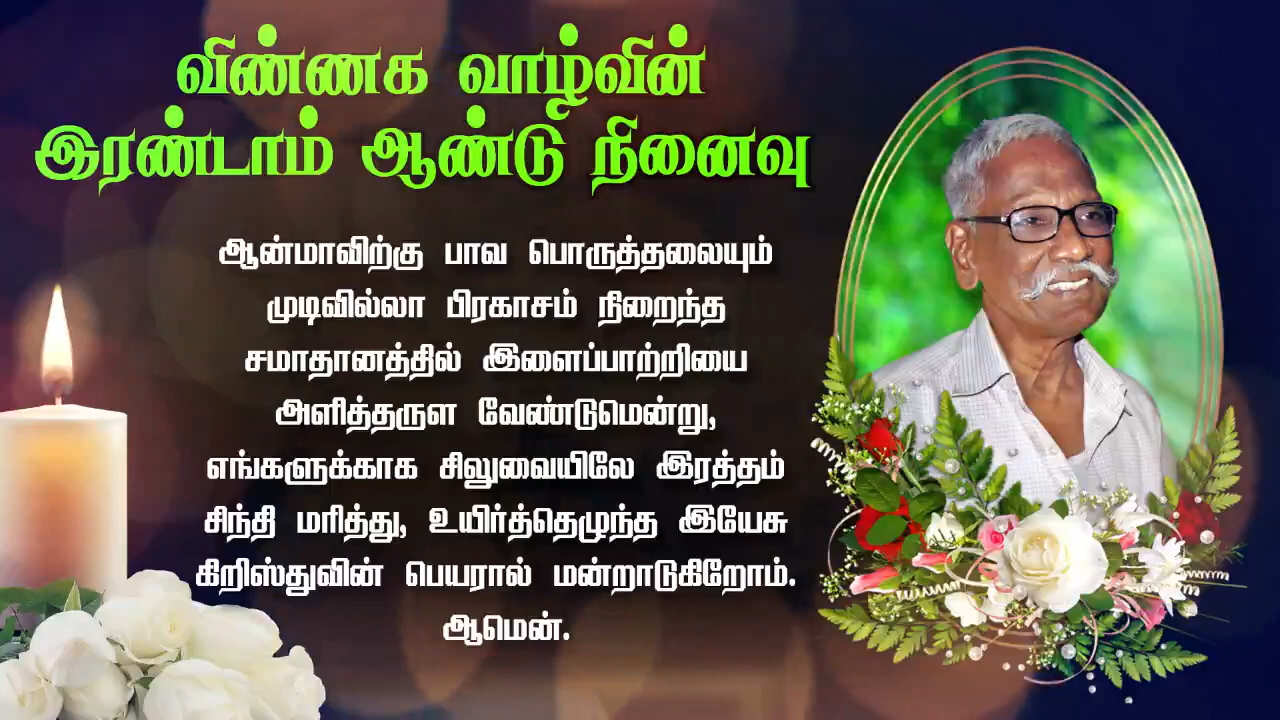 விண்ணக வாழ்வின்
இரண்டாம் ஆண்டு நினைவு
ஆன்மாவிற்கு பாவ பொருத்தலையும்
முடிவில்லா பிரகாசம் நிறைந்த
சமாதானத்தில் இளைப்பாற்றியை
அளித்தருள வேண்டுமென்று,
எங்களுக்காக சிலுவையிலே இரத்தம்
சிந்தி மரித்து, உயிர்த்தெழுந்த இயேசு
கிறிஸ்துவின் பெயரால் மன்றாடுகிறோம்.
ஆமென்.